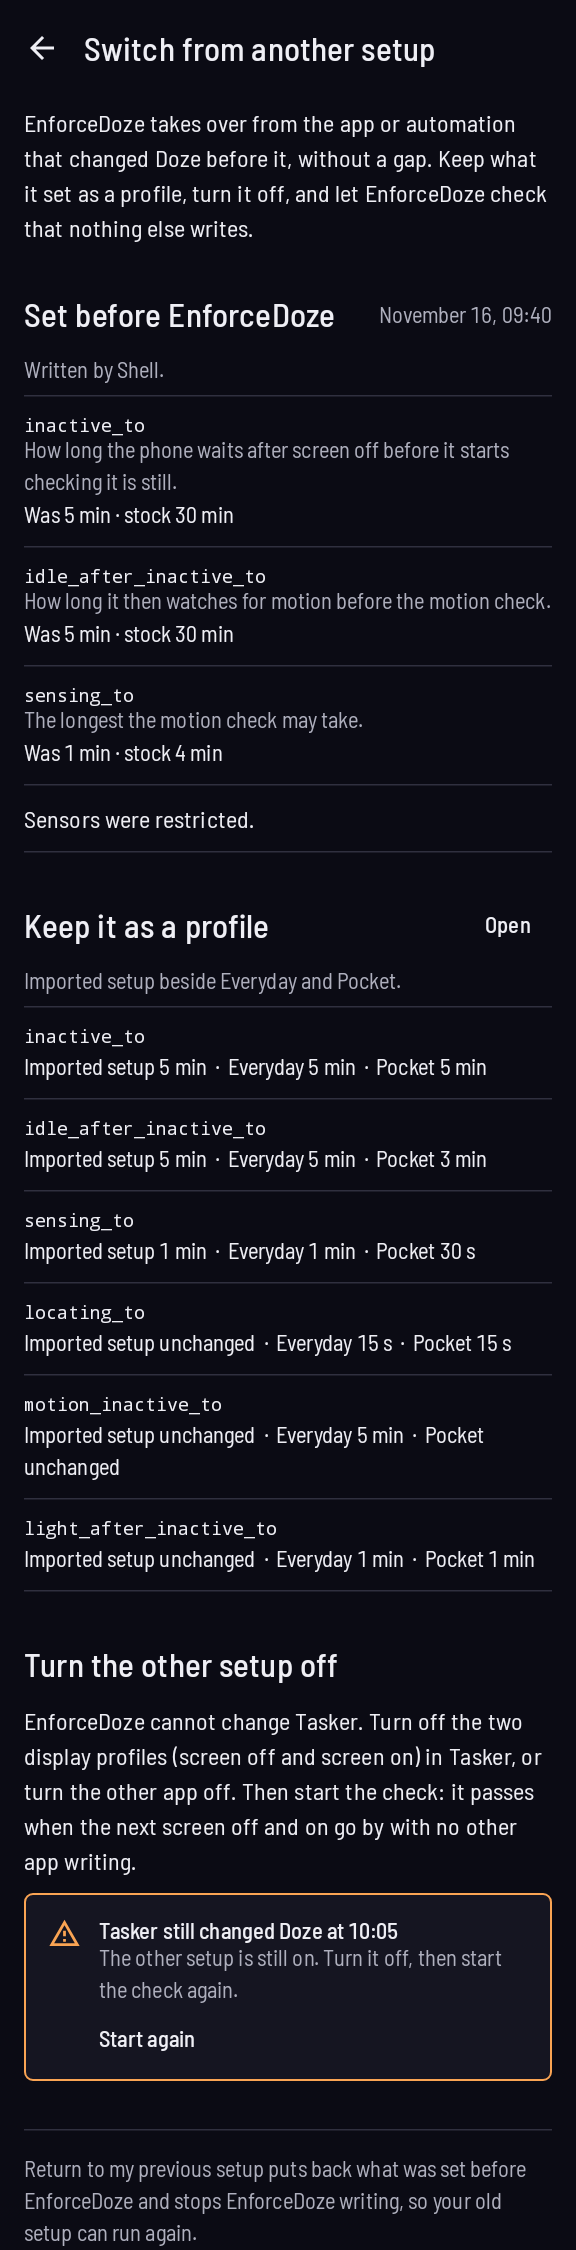 Switch from another setup
EnforceDoze takes over from the app or automation
that changed Doze before it, without a gap. Keep what
it set as a profile, turn it off, and let EnforceDoze check
that nothing else writes.
Set before EnforceDoze
November 16, 09:40
Written by Shell.
inactive_to
How long the phone waits after screen off before it starts
checking it is still.
Was 5 min · stock 30 min
idle_after_inactive_to
How long it then watches for motion before the motion check.
Was 5 min · stock 30 min
sensing_to
The longest the motion check may take.
Was 1 min · stock 4 min
Sensors were restricted.
Keep it as a profile
Open
Imported setup beside Everyday and Pocket.
inactive_to
Imported setup 5 min · Everyday 5 min · Pocket 5 min
idle_after_inactive_to
Imported setup 5 min · Everyday 5 min · Pocket 3 min
sensing_to
Imported setup 1 min · Everyday 1 min · Pocket 30 s
locating_to
Imported setup unchanged · Everyday 15 s · Pocket 15 s
motion_inactive_to
Imported setup unchanged · Everyday 5 min · Pocket
unchanged
light_after_inactive_to
Imported setup unchanged · Everyday 1 min · Pocket 1 min
Turn the other setup off
EnforceDoze cannot change Tasker. Turn off the two
display profiles (screen off and screen on) in Tasker, or
turn the other app off. Then start the check: it passes
when the next screen off and on go by with no other
app writing.
Tasker still changed Doze at 10:05
The other setup is still on. Turn it off, then start
the check again.
Start again
Return to my previous setup puts back what was set before
EnforceDoze and stops EnforceDoze writing, so your old
setup can run again.